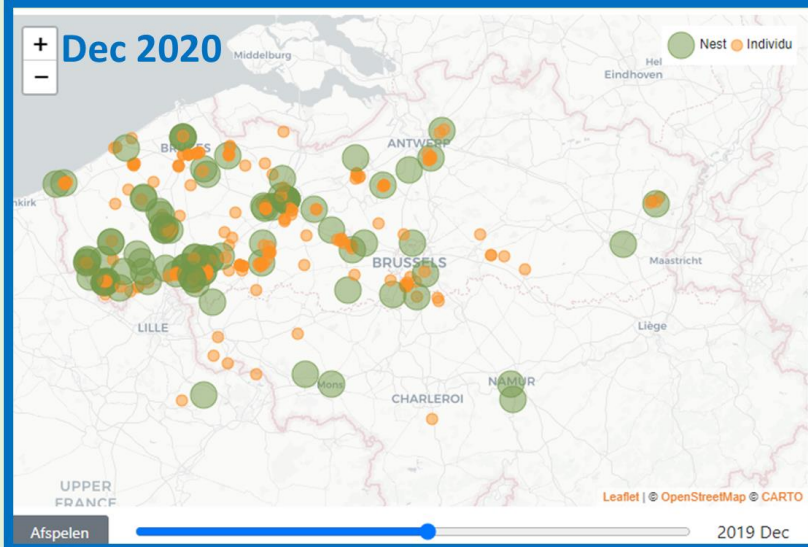 +
−
Dec 2020
Middelburg
Nest
Individu
Hel
Eindhoven
BRUGES
ANTWERP
nkirk
BRUSSELS
Maastricht
LILLE
Liège
Mons
NAMUR
CHARLEROI
UPPER
FRANCE
Leaflet | © OpenStreetMap © CARTO
Afspelen
2019 Dec